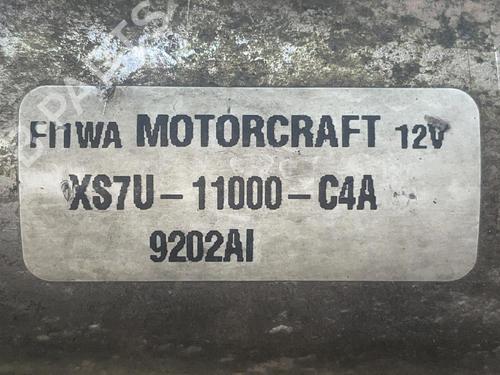 FI1WA MOTORCRAFT 12V
XS7U-11000-C4A
9202AI